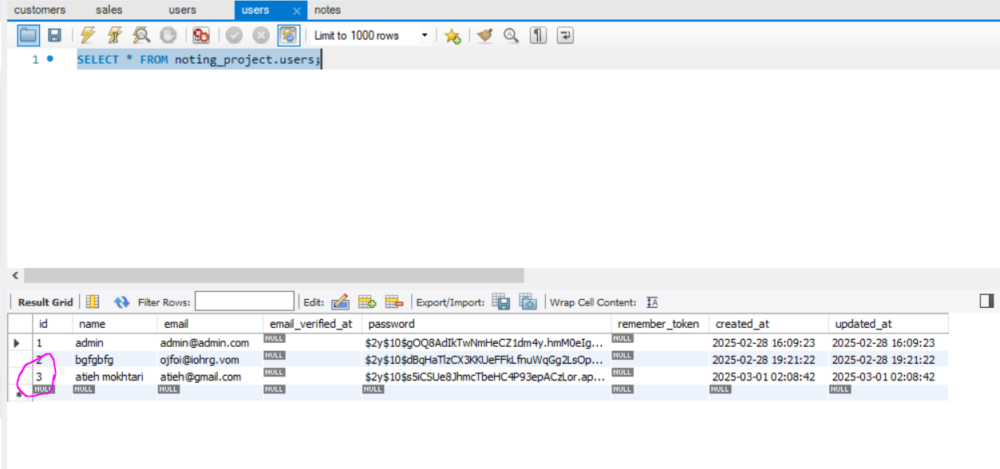 customers sales users users × notes
Limit to 1000 rows
1 SELECT * FROM noting_project.users;
Result Grid Filter Rows: Edit: Export/Import: Wrap Cell Content:
id name email email_verified_at password remember_token created_at updated_at
1 admin admin@admin.com NULL $2y$10$gOQ8AdIkTwNmHeCZ1dm4y.hmM0eIg... NULL 2025-02-28 16:09:23 2025-02-28 16:09:23
2 bgfgbfg ojfoi@iohrg.vom NULL $2y$10$dBqHaTlzCX3KKUeFFkLfnuWqGg2LsOp... NULL 2025-02-28 19:21:22 2025-02-28 19:21:22
3 atieh mokhtari atieh@gmail.com NULL $2y$10$s5iCSUe8JhmcTbeHC4P93epACzLor.ap... NULL 2025-03-01 02:08:42 2025-03-01 02:08:42
NULL NULL NULL NULL NULL NULL NULL NULL